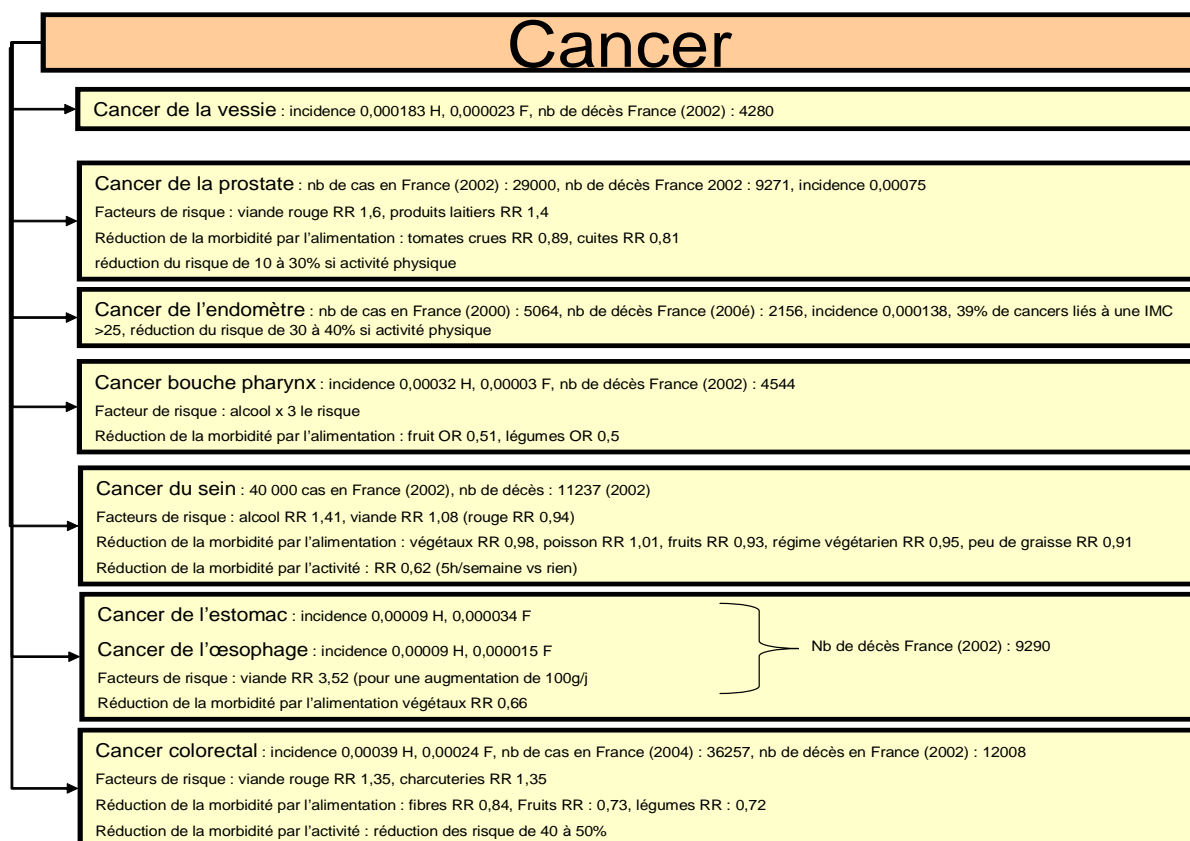 Cancer
Cancer de la vessie : incidence 0,000183 H, 0,000023 F, nb de décès France (2002) : 4280
Cancer de la prostate : nb de cas en France (2002) : 29000, nb de décès France 2002 : 9271, incidence 0,00075
Facteurs de risque : viande rouge RR 1,6, produits laitiers RR 1,4
Réduction de la morbidité par l'alimentation : tomates crues RR 0,89, cuites RR 0,81
réduction du risque de 10 à 30% si activité physique
Cancer de l'endomètre : nb de cas en France (2000) : 5064, nb de décès France (200é) : 2156, incidence 0,000138, 39% de cancers liés à une IMC
>25, réduction du risque de 30 à 40% si activité physique
Cancer bouche pharynx : incidence 0,00032 H, 0,00003 F, nb de décès France (2002) : 4544
Facteur de risque : alcool x 3 le risque
Réduction de la morbidité par l'alimentation : fruit OR 0,51, légumes OR 0,5
Cancer du sein : 40 000 cas en France (2002), nb de décès : 11237 (2002)
Facteurs de risque : alcool RR 1,41, viande RR 1,08 (rouge RR 0,94)
Réduction de la morbidité par l'alimentation : végétaux RR 0,98, poisson RR 1,01, fruits RR 0,93, régime végétarien RR 0,95, peu de graisse RR 0,91
Réduction de la morbidité par l'activité : RR 0,62 (5h/semaine vs rien)
Cancer de l'estomac : incidence 0,00009 H, 0,000034 F
Cancer de l'œsophage : incidence 0,00009 H, 0,000015 F
Nb de décès France (2002) : 9290
Facteurs de risque : viande RR 3,52 (pour une augmentation de 100g/j
Réduction de la morbidité par l'alimentation végétaux RR 0,66
Cancer colorectal : incidence 0,00039 H, 0,00024 F, nb de cas en France (2004) : 36257, nb de décès en France (2002) : 12008
Facteurs de risque : viande rouge RR 1,35, charcuteries RR 1,35
Réduction de la morbidité par l'alimentation : fibres RR 0,84, Fruits RR : 0,73, légumes RR : 0,72
Réduction de la morbidité par l'activité : réduction des risque de 40 à 50%